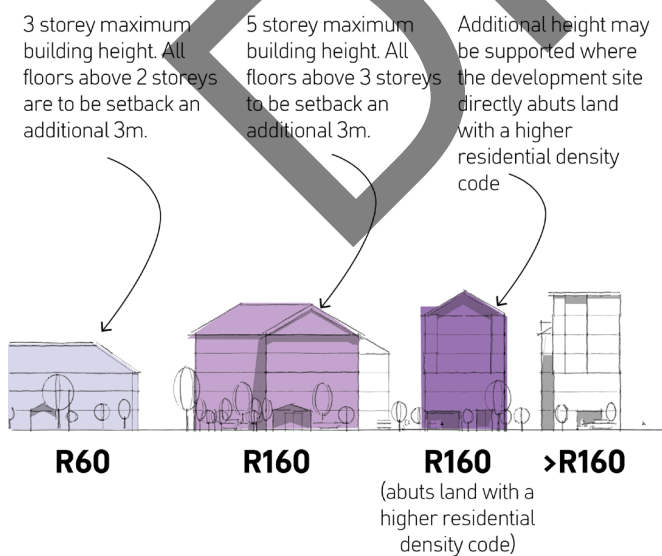 3 storey maximum
building height. All
floors above 2 storeys
are to be setback an
additional 3m.
5 storey maximum
building height. All
floors above 3 storeys
to be setback an
additional 3m.
Additional height may
be supported where
the development site
directly abuts land
with a higher
residential density
code
R60
R160
R160
(abuts land with a
higher residential
density code)
>R160